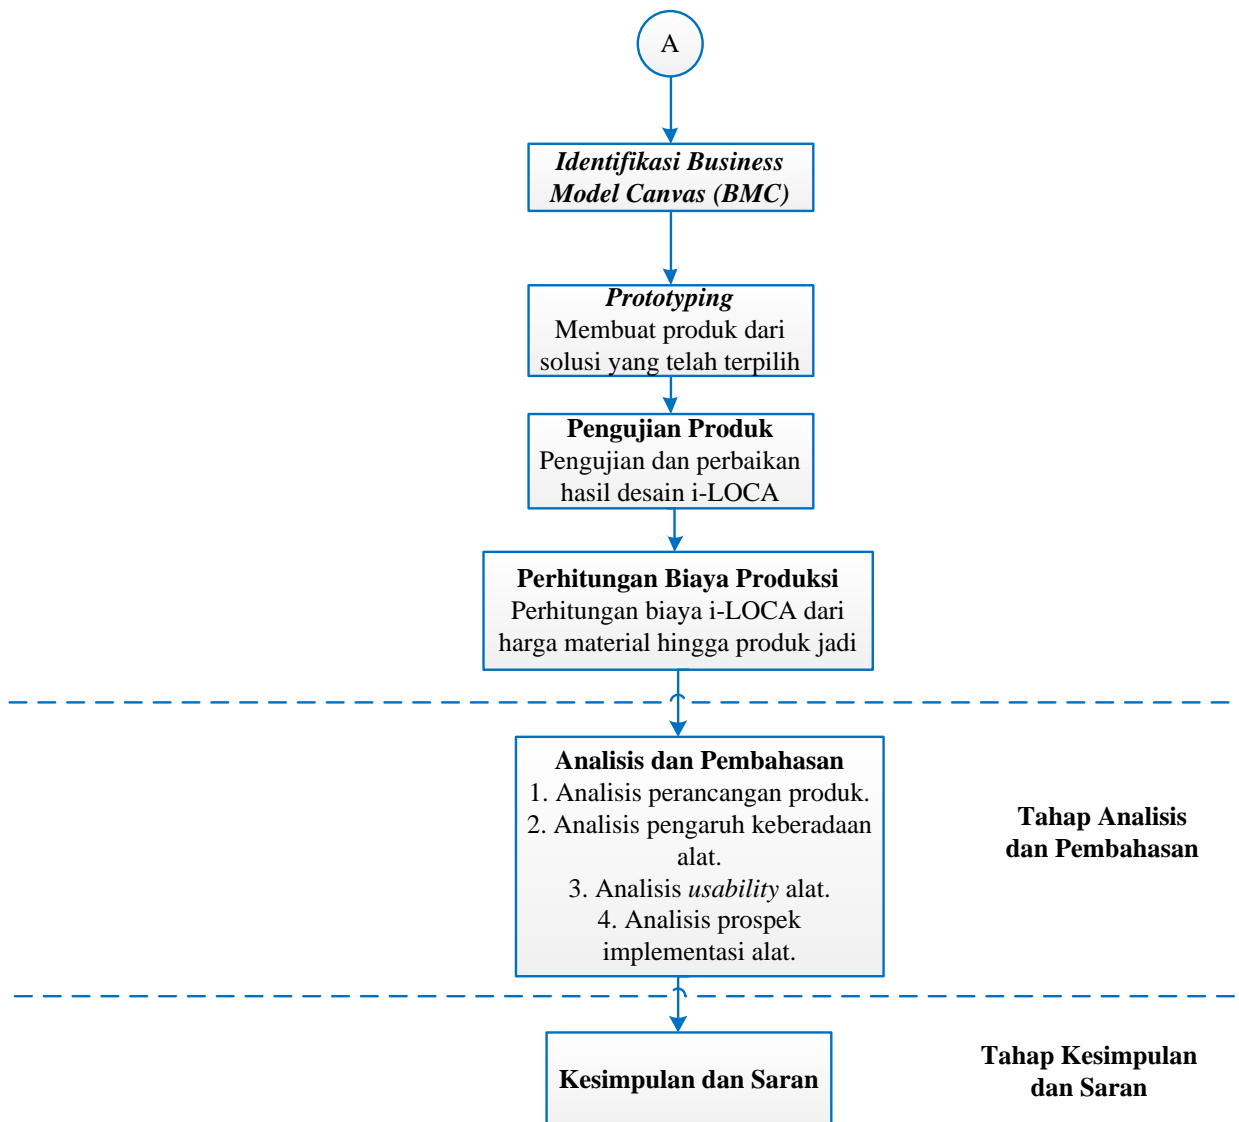 A
Identifikasi Business
Model Canvas (BMC)
Prototyping
Membuat produk dari
solusi yang telah terpilih
Pengujian Produk
Pengujian dan perbaikan
hasil desain i-LOCA
Perhitungan Biaya Produksi
Perhitungan biaya i-LOCA dari
harga material hingga produk jadi
Analisis dan Pembahasan
1. Analisis perancangan produk.
2. Analisis pengaruh keberadaan
alat.
3. Analisis usability alat.
4. Analisis prospek
implementasi alat.
Tahap Analisis
dan Pembahasan
Kesimpulan dan Saran
Tahap Kesimpulan
dan Saran